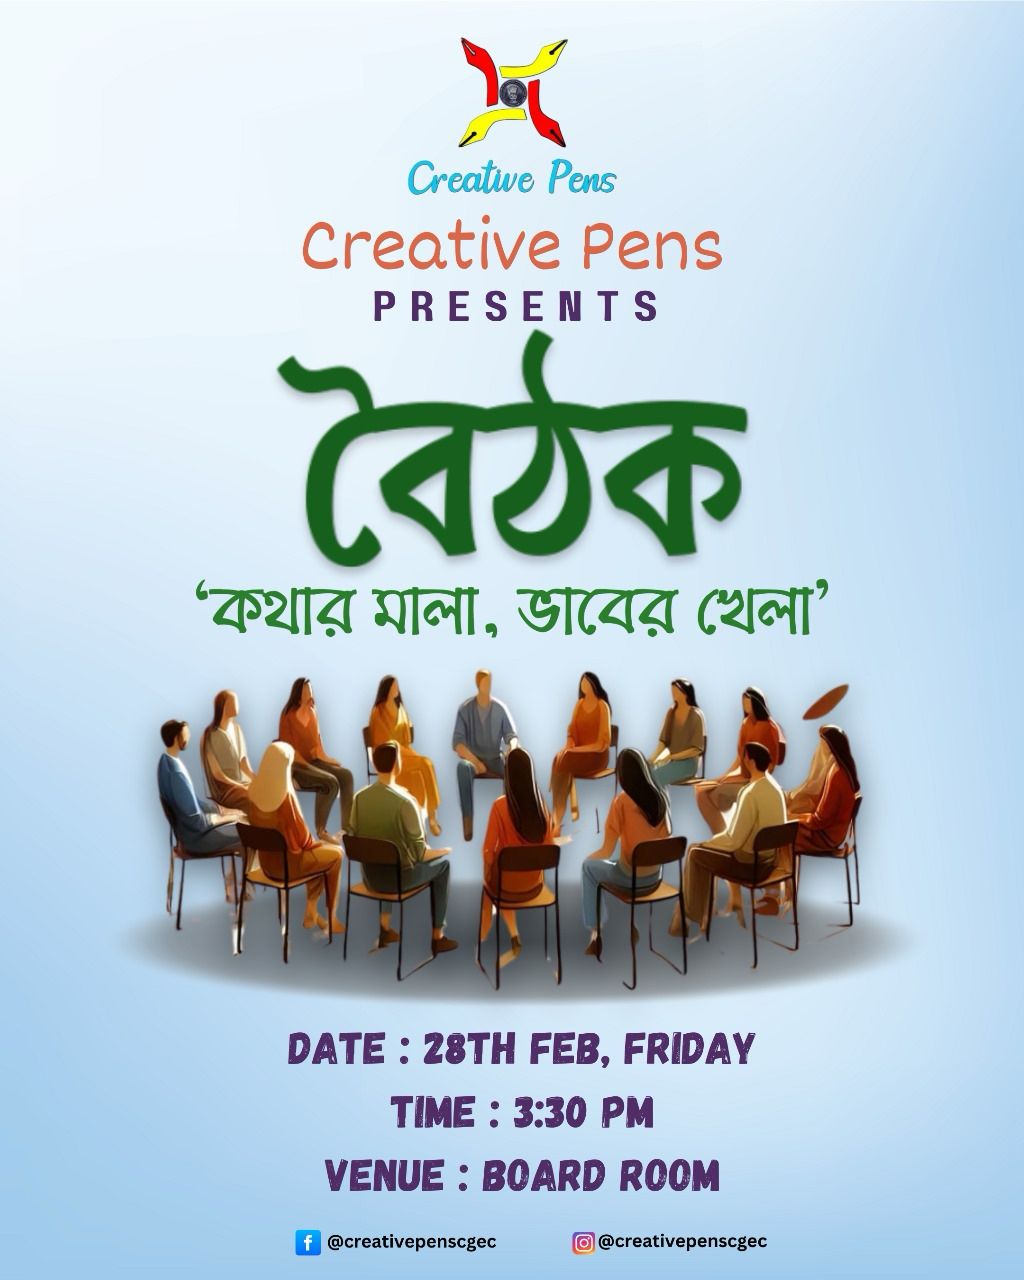 Creative Pens
Creative Pens
PRESENTS
বৈঠক
‘কথার মালা, ভাবের খেলা’
DATE : 28TH FEB, FRIDAY
TIME : 3:30 PM
VENUE : BOARD ROOM
@creativepenscgec @creativepenscgec